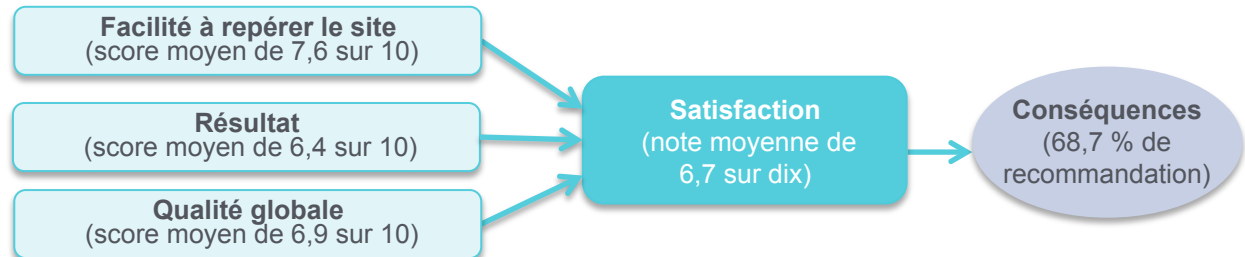 Facilité à repérer le site
(score moyen de 7,6 sur 10)
Résultat
(score moyen de 6,4 sur 10)
Qualité globale
(score moyen de 6,9 sur 10)
Satisfaction
(note moyenne de
6,7 sur dix)
Conséquences
(68,7 % de
recommandation)